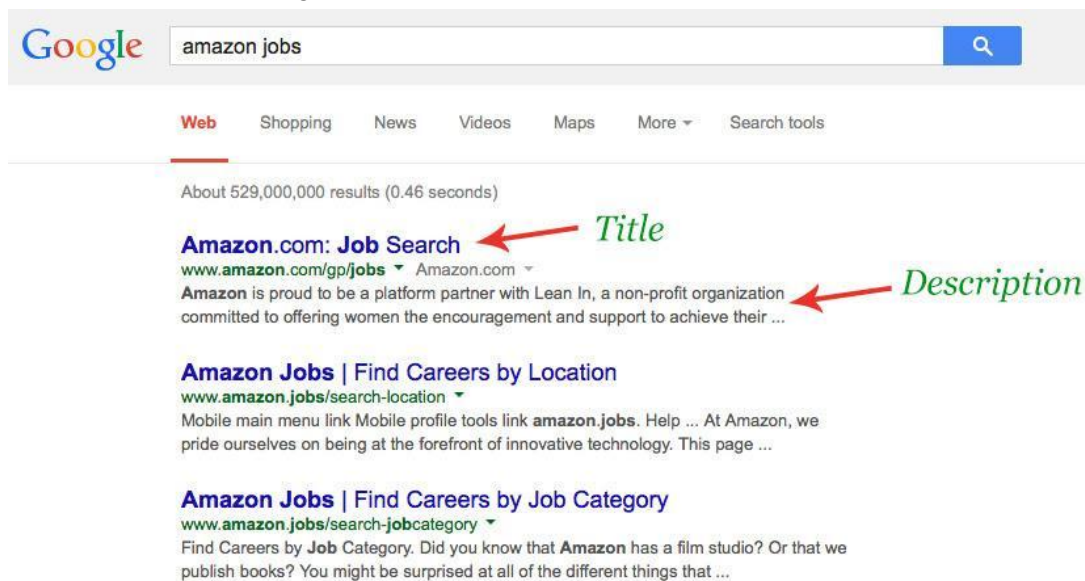 Google amazon jobs
Web Shopping News Videos Maps More Search tools
About 529,000,000 results (0.46 seconds)
Amazon.com: Job Search
Title
www.amazon.com/gp/jobs Amazon.com
Amazon is proud to be a platform partner with Lean In, a non-profit organization
committed to offering women the encouragement and support to achieve their ...
Description
Amazon Jobs | Find Careers by Location
www.amazon.jobs/search-location
Mobile main menu link Mobile profile tools link amazon.jobs. Help ... At Amazon, we
pride ourselves on being at the forefront of innovative technology. This page ...
Amazon Jobs | Find Careers by Job Category
www.amazon.jobs/search-jobcategory
Find Careers by Job Category. Did you know that Amazon has a film studio? Or that we
publish books? You might be surprised at all of the different things that ...